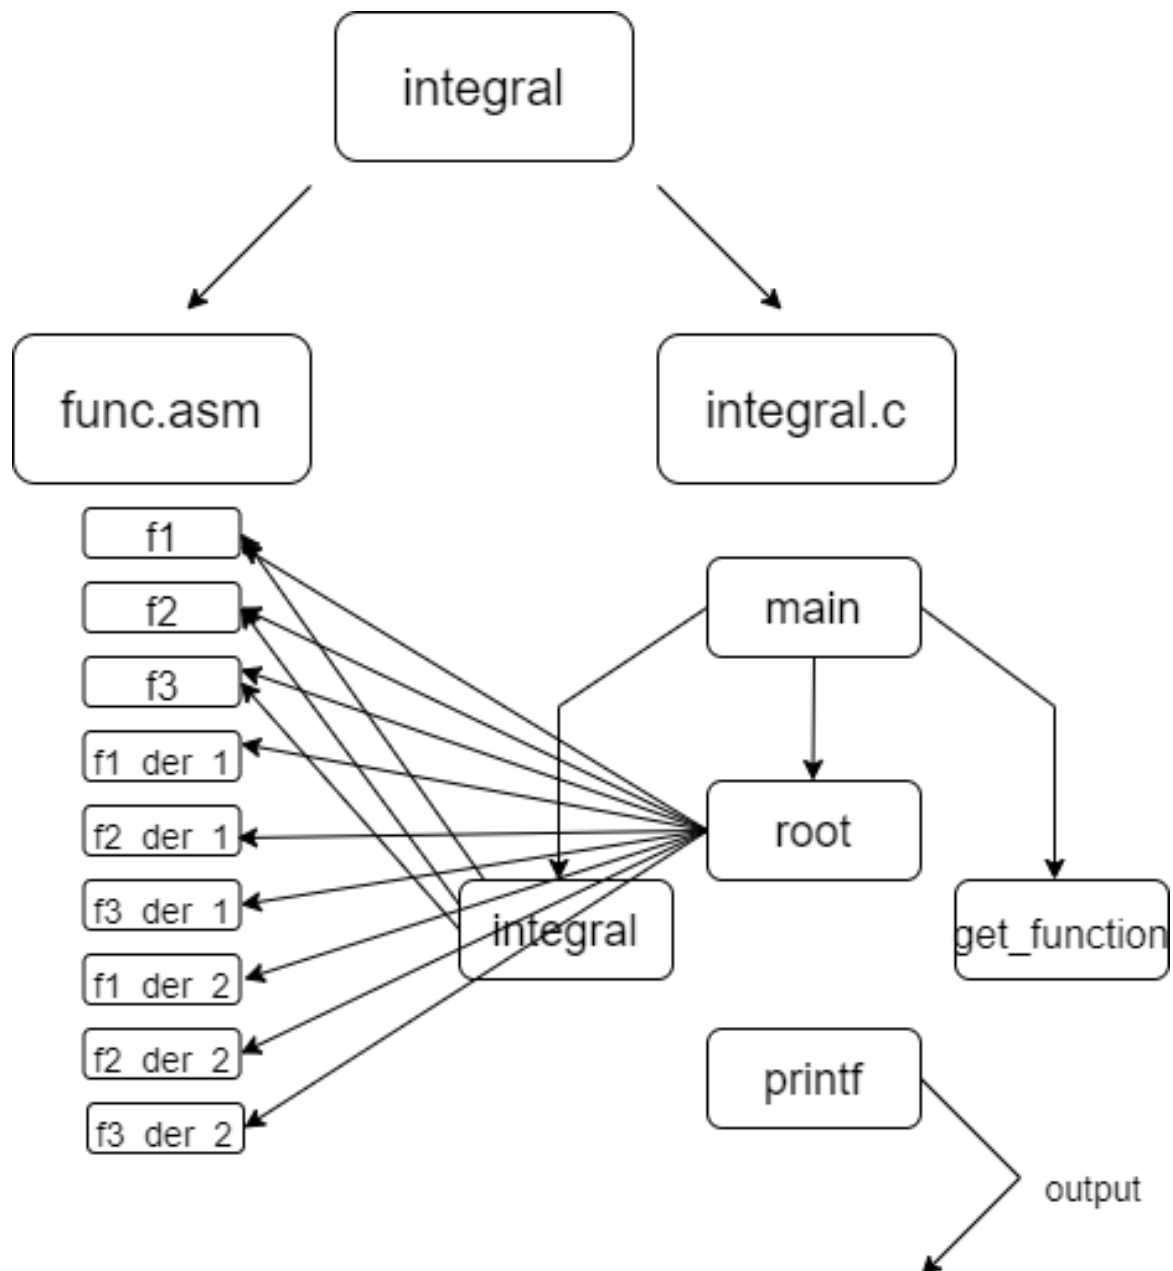 integral
func.asm
integral.c
f1
f2
f3
f1_der_1
f2_der_1
f3_der_1
f1_der_2
f2_der_2
f3_der_2
main
root
integral
get_function
printf
output